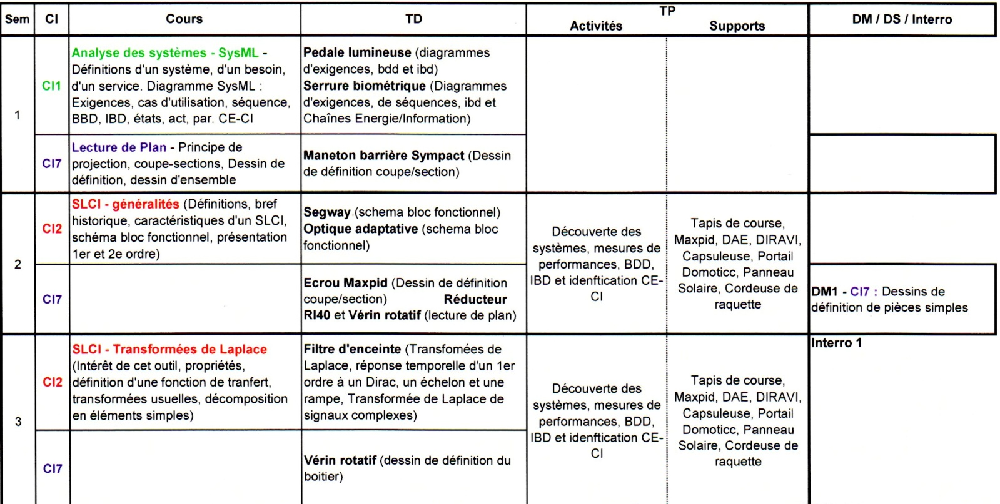 Sem CI Cours TD TP DM / DS / Interro
Activités Supports
1
CI1
Analyse des systèmes - SysML -
Définitions d'un système, d'un besoin,
d'un service. Diagramme SysML :
Exigences, cas d'utilisation, séquence,
BBD, IBD, états, act, par. CE-CI
Pedale lumineuse (diagrammes
d'exigences, bdd et ibd)
Serrure biométrique (Diagrammes
d'exigences, de séquences, ibd et
Chaînes Energie/Information)
CI7
Lecture de Plan - Principe de
projection, coupe-sections, Dessin de
définition, dessin d'ensemble
Maneton barrière Sympact (Dessin
de définition coupe/section)
2
CI2
SLCI - généralités (Définitions, bref
historique, caractéristiques d'un SLCI,
schéma bloc fonctionnel, présentation
1er et 2e ordre)
Segway (schema bloc fonctionnel)
Optique adaptative (schema bloc
fonctionnel)
Découverte des
systèmes, mesures de
performances, BDD,
IBD et idenftication CE-
CI
Tapis de course,
Maxpid, DAE, DIRAVI,
Capsuleuse, Portail
Domoticc, Panneau
Solaire, Cordeuse de
raquette
CI7
Ecrou Maxpid (Dessin de définition
coupe/section) Réducteur
RI40 et Vérin rotatif (lecture de plan)
DM1 - CI7 : Dessins de
définition de pièces simples
3
CI2
SLCI - Transformées de Laplace
(Intérêt de cet outil, propriétés,
définition d'une fonction de tranfert,
transformées usuelles, décomposition
en éléments simples)
Filtre d'enceinte (Transfomées de
Laplace, réponse temporelle d'un 1er
ordre à un Dirac, un échelon et une
rampe, Transformée de Laplace de
signaux complexes)
Découverte des
systèmes, mesures de
performances, BDD,
IBD et idenftication CE-
CI
Tapis de course,
Maxpid, DAE, DIRAVI,
Capsuleuse, Portail
Domoticc, Panneau
Solaire, Cordeuse de
raquette
Interro 1
CI7
Vérin rotatif (dessin de définition du
boitier)